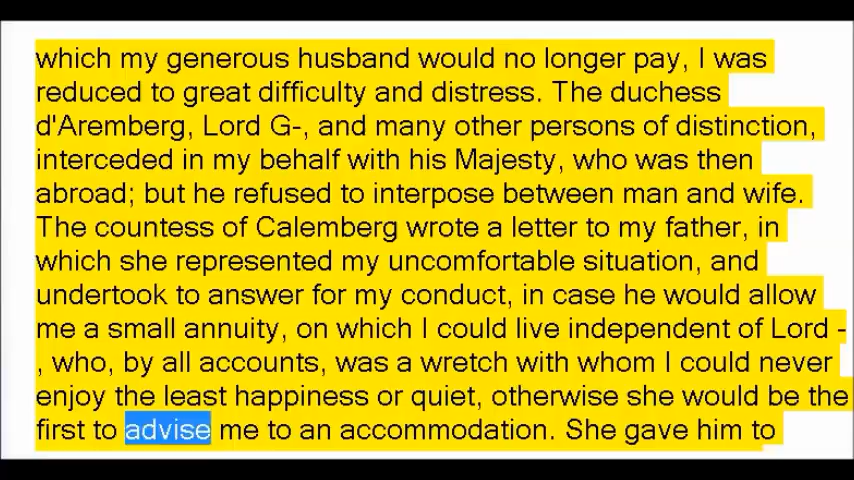 which my generous husband would no longer pay, I was
reduced to great difficulty and distress. The duchess
d'Aremberg, Lord G-, and many other persons of distinction,
interceded in my behalf with his Majesty, who was then
abroad; but he refused to interpose between man and wife.
The countess of Calemberg wrote a letter to my father, in
which she represented my uncomfortable situation, and
undertook to answer for my conduct, in case he would allow
me a small annuity, on which I could live independent of Lord -
, who, by all accounts, was a wretch with whom I could never
enjoy the least happiness or quiet, otherwise she would be the
first to advise me to an accommodation. She gave him to